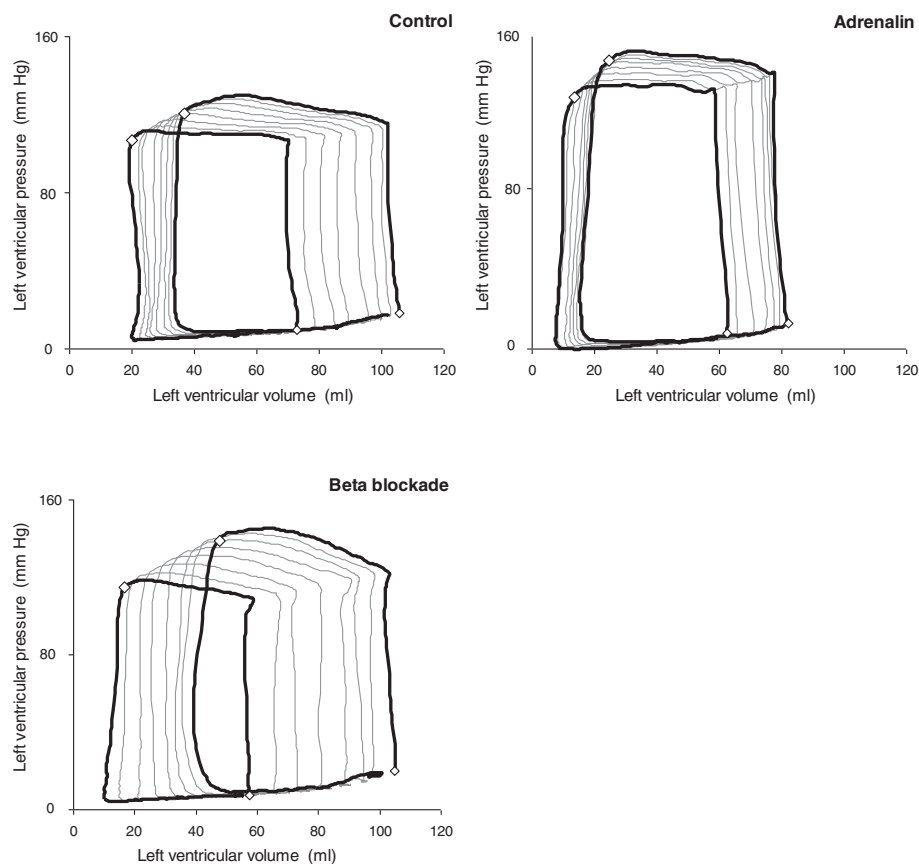 Control
160
80
0
0 20 40 60 80 100 120
Left ventricular pressure (mm Hg)
Left ventricular volume (ml)
Adrenalin
160
80
0
0 20 40 60 80 100 120
Left ventricular pressure (mm Hg)
Left ventricular volume (ml)
Beta blockade
160
80
0
0 20 40 60 80 100 120
Left ventricular pressure (mm Hg)
Left ventricular volume (ml)